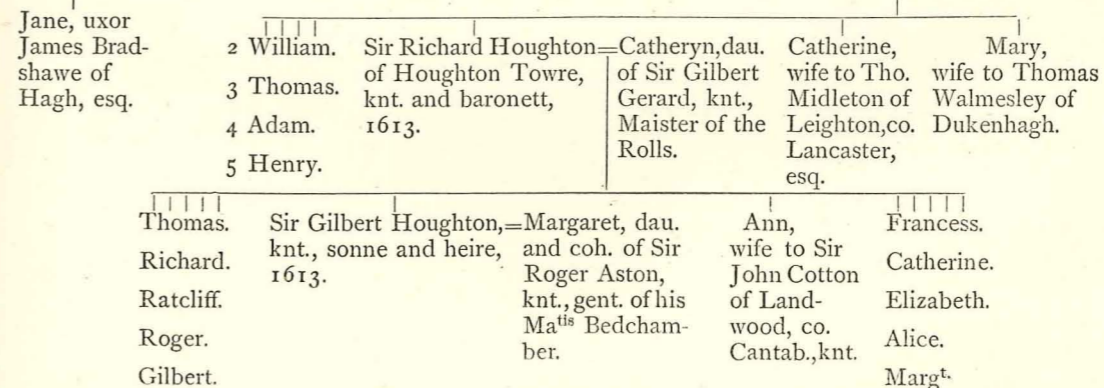 Jane, uxor
James Brad-
shawe of
Hagh, esq.
2 William.
3 Thomas.
4 Adam.
5 Henry.
Sir Richard Houghton=
of Houghton Towre,
knt. and baronett,
1613.
Catheryn, dau.
of Sir Gilbert
Gerard, knt.,
Maister of the
Rolls.
Catherine,
wife to Tho.
Midleton of
Leighton, co.
Lancaster,
esq.
Mary,
wife to Thomas
Walmesley of
Dukenhagh.
Thomas.
Richard.
Ratcliff.
Roger.
Gilbert.
Sir Gilbert Houghton,=
knt., sonne and heire,
1613.
Margaret, dau.
and coh. of Sir
Roger Aston,
knt., gent. of his
Maᵗⁱˢ Bedcham-
ber.
Ann,
wife to Sir
John Cotton
of Land-
wood, co.
Cantab., knt.
Francess.
Catherine.
Elizabeth.
Alice.
Margᵗ.